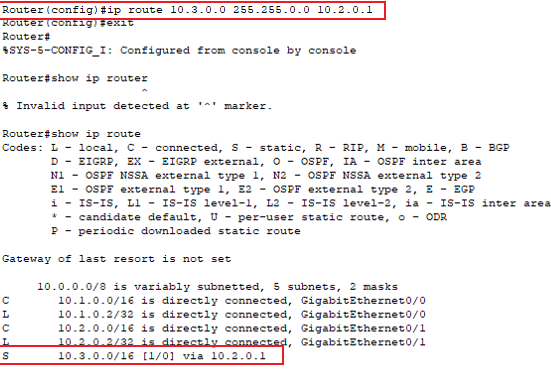 Router(config)#ip route 10.3.0.0 255.255.0.0 10.2.0.1
Router(config)#exit
Router#
%SYS-5-CONFIG_I: Configured from console by console
Router#show ip router
^
% Invalid input detected at '^' marker.
Router#show ip route
Codes: L - local, C - connected, S - static, R - RIP, M - mobile, B - BGP
D - EIGRP, EX - EIGRP external, O - OSPF, IA - OSPF inter area
N1 - OSPF NSSA external type 1, N2 - OSPF NSSA external type 2
E1 - OSPF external type 1, E2 - OSPF external type 2, E - EGP
i - IS-IS, L1 - IS-IS level-1, L2 - IS-IS level-2, ia - IS-IS inter area
* - candidate default, U - per-user static route, o - ODR
P - periodic downloaded static route
Gateway of last resort is not set
10.0.0.0/8 is variably subnetted, 5 subnets, 2 masks
C 10.1.0.0/16 is directly connected, GigabitEthernet0/0
L 10.1.0.2/32 is directly connected, GigabitEthernet0/0
C 10.2.0.0/16 is directly connected, GigabitEthernet0/1
L 10.2.0.2/32 is directly connected, GigabitEthernet0/1
S 10.3.0.0/16 [1/0] via 10.2.0.1